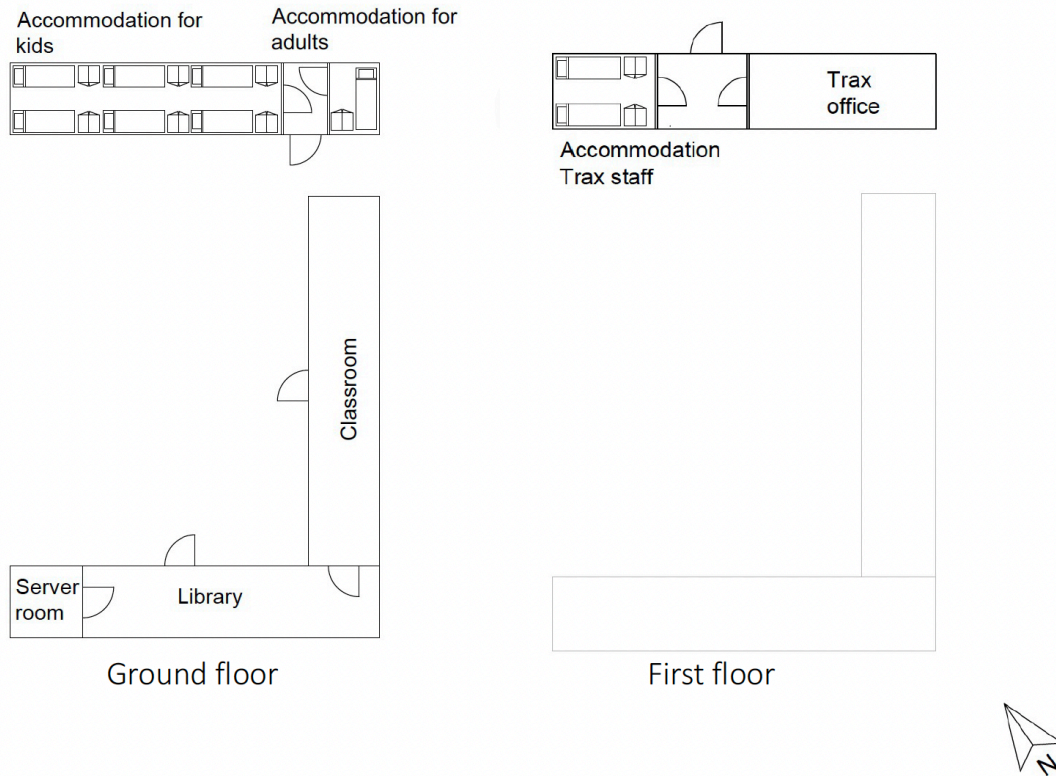 Accommodation for
kids
Accommodation for
adults
Trax
office
Accommodation
Trax staff
Classroom
Server
room
Library
Ground floor
First floor
N